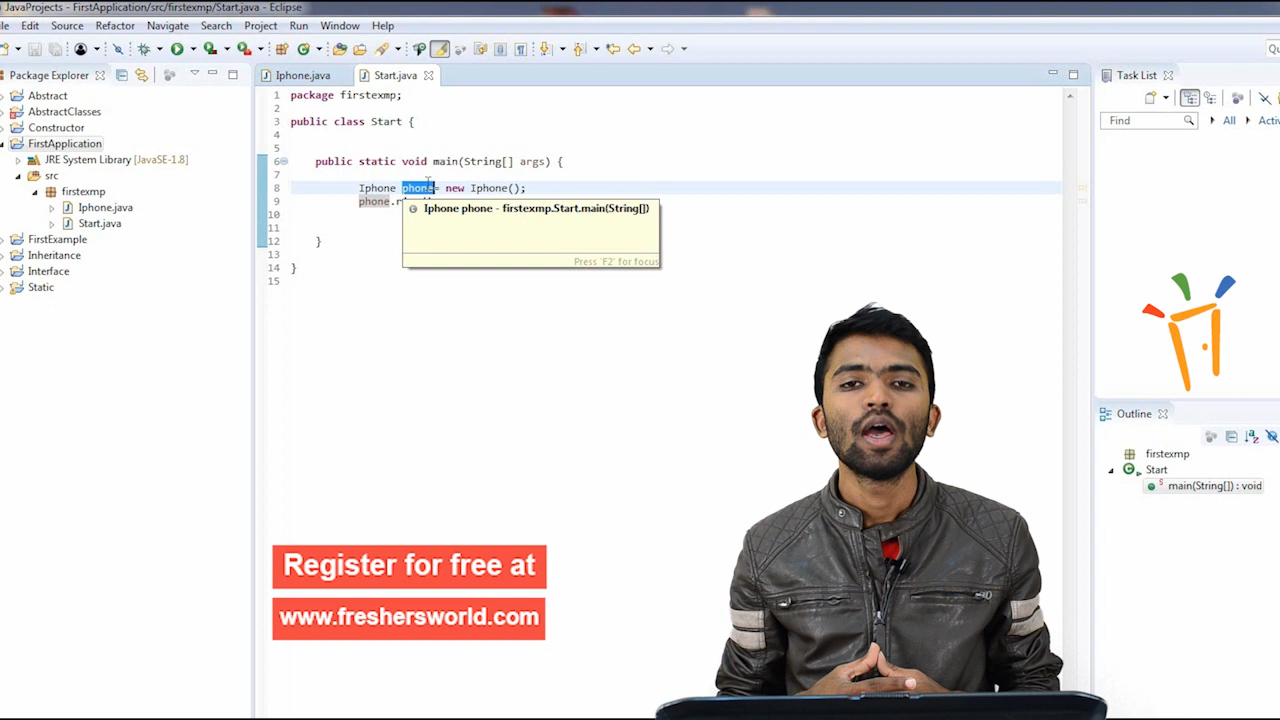 JavaProjects - FirstApplication/src/firstexmp/Start.java - Eclipse
Edit Source Refactor Navigate Search Project Run Window Help
Package Explorer
Iphone.java
Start.java
Task List
Find
All
Abstract
AbstractClasses
Constructor
FirstApplication
JRE System Library [JavaSE-1.8]
src
firstexmp
Iphone.java
Start.java
FirstExample
Inheritance
Interface
Static
1 package firstexmp;
2
3 public class Start {
4
5
6 public static void main(String[] args) {
7
8 Iphone phone= new Iphone();
9 phone.
10
11
12 }
13
14 }
15
Iphone phone - firstexmp.Start.main(String[])
Press 'F2' for focus
Outline
firstexmp
Start
main(String[]) : void
Register for free at
www.freshersworld.com